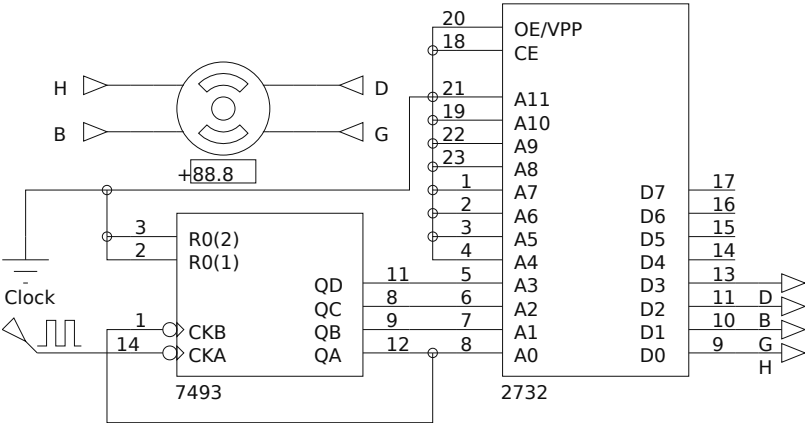 20 OE/VPP
18 CE
H D
21 A11
19 A10
B G
22 A9
23 A8
+88.8
1 A7 D7 17
2 A6 D6 16
3 R0(2) 3 A5 D5 15
2 R0(1) 4 A4 D4 14
QD 11 5 A3 D3 13
Clock QC 8 6 A2 D2 11 D
1 CKB QB 9 7 A1 D1 10 B
14 CKA QA 12 8 A0 D0 9 G
H
7493 2732